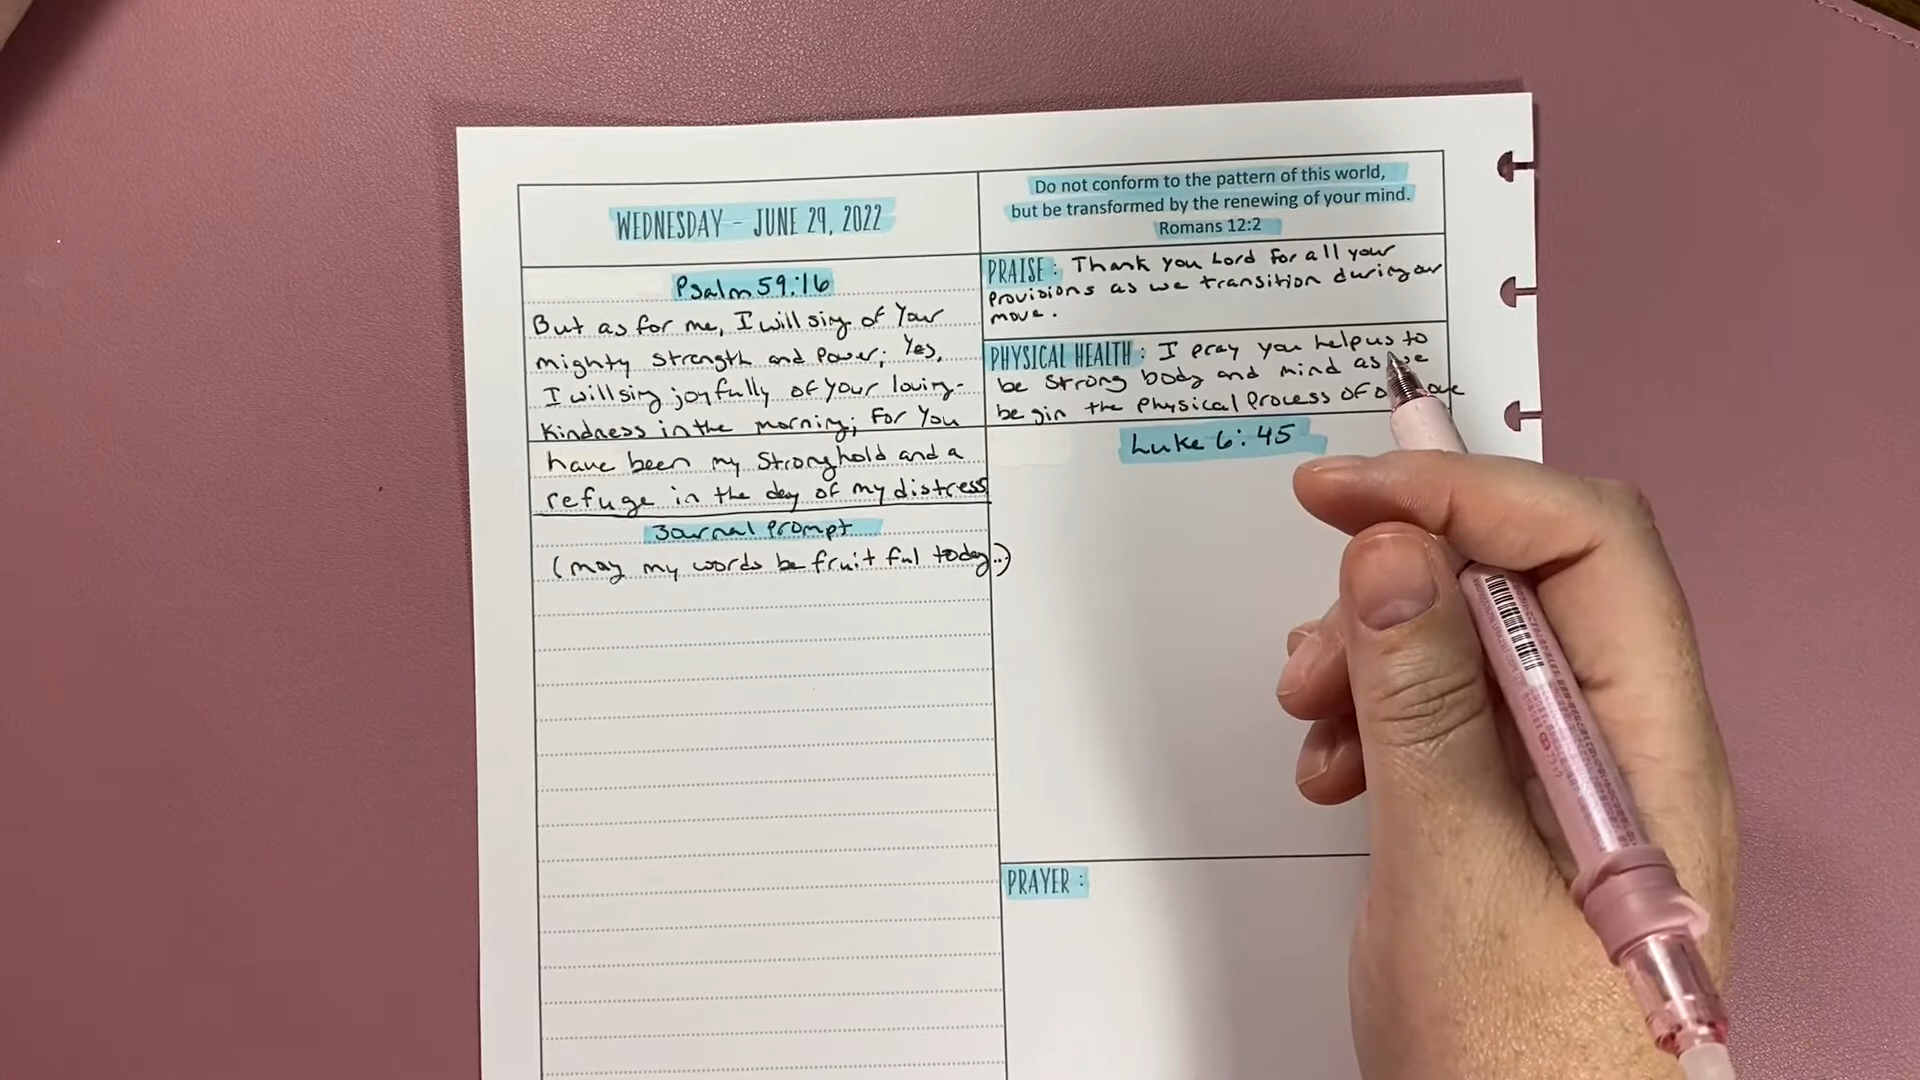 WEDNESDAY - JUNE 29, 2022
Psalm 59:16
But as for me, I will sing of Your
mighty strength and Power; Yes,
I will sing joyfully of Your loving-
Kindness in the morning; For You
have been my Stronghold and a
refuge in the day of my distress
Journal Prompt
(may my words be fruitful today..)
Do not conform to the pattern of this world,
but be transformed by the renewing of your mind.
Romans 12:2
PRAISE: Thank you Lord for all your
Provisions as we transition during our
move.
PHYSICAL HEALTH: I pray you help us to
be strong body and mind as we
begin the Physical Process of
Luke 6:45
PRAYER: